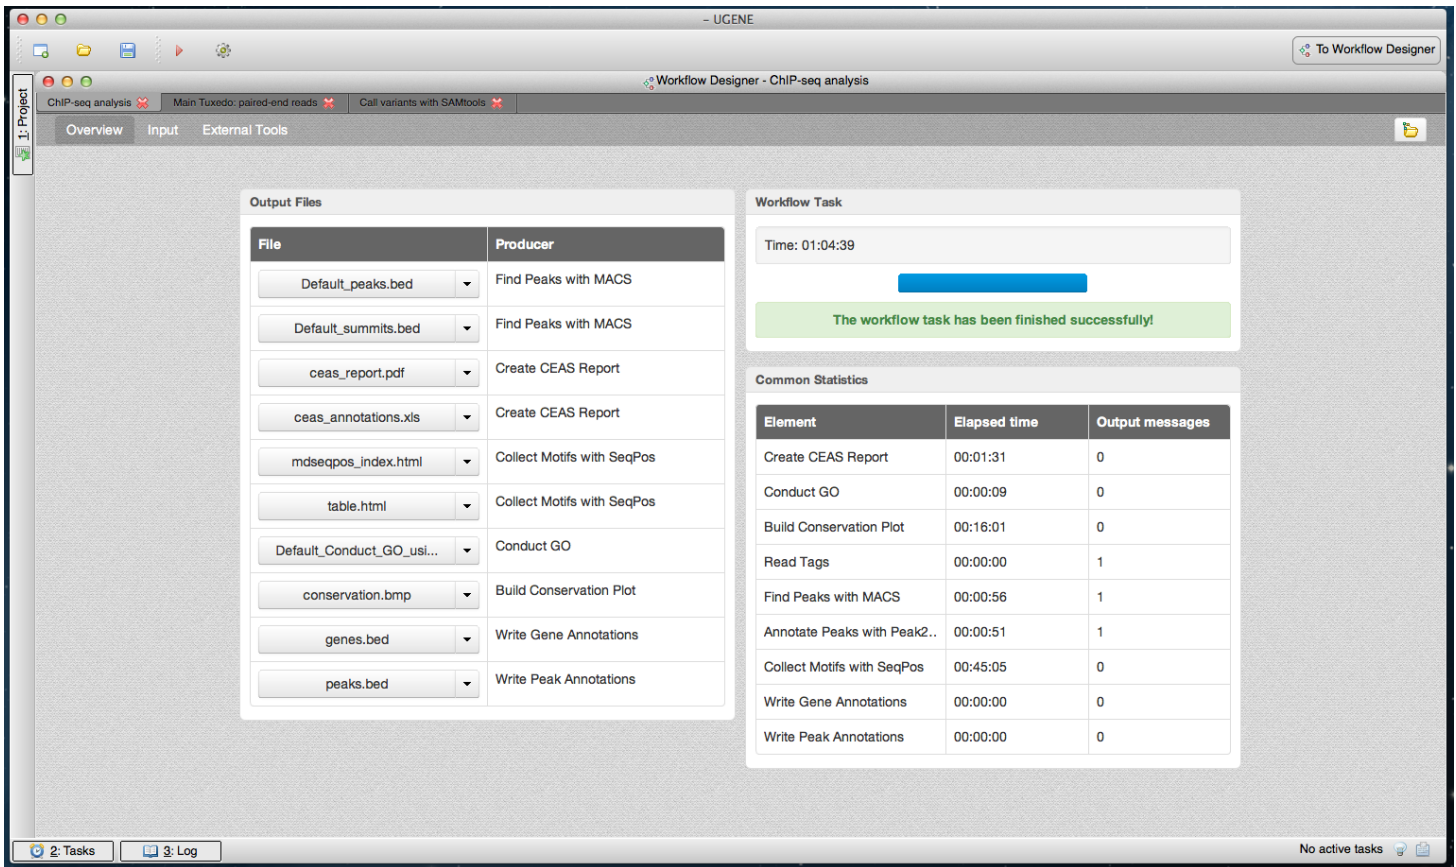 – UGENE
To Workflow Designer
1: Project
Workflow Designer - ChIP-seq analysis
ChIP-seq analysis
Main Tuxedo: paired-end reads
Call variants with SAMtools
Overview
Input
External Tools
Output Files
File Producer
Default_peaks.bed Find Peaks with MACS
Default_summits.bed Find Peaks with MACS
ceas_report.pdf Create CEAS Report
ceas_annotations.xls Create CEAS Report
mdseqpos_index.html Collect Motifs with SeqPos
table.html Collect Motifs with SeqPos
Default_Conduct_GO_usi... Conduct GO
conservation.bmp Build Conservation Plot
genes.bed Write Gene Annotations
peaks.bed Write Peak Annotations
Workflow Task
Time: 01:04:39
The workflow task has been finished successfully!
Common Statistics
Element Elapsed time Output messages
Create CEAS Report 00:01:31 0
Conduct GO 00:00:09 0
Build Conservation Plot 00:16:01 0
Read Tags 00:00:00 1
Find Peaks with MACS 00:00:56 1
Annotate Peaks with Peak2.. 00:00:51 1
Collect Motifs with SeqPos 00:45:05 0
Write Gene Annotations 00:00:00 0
Write Peak Annotations 00:00:00 0
2: Tasks
3: Log
No active tasks